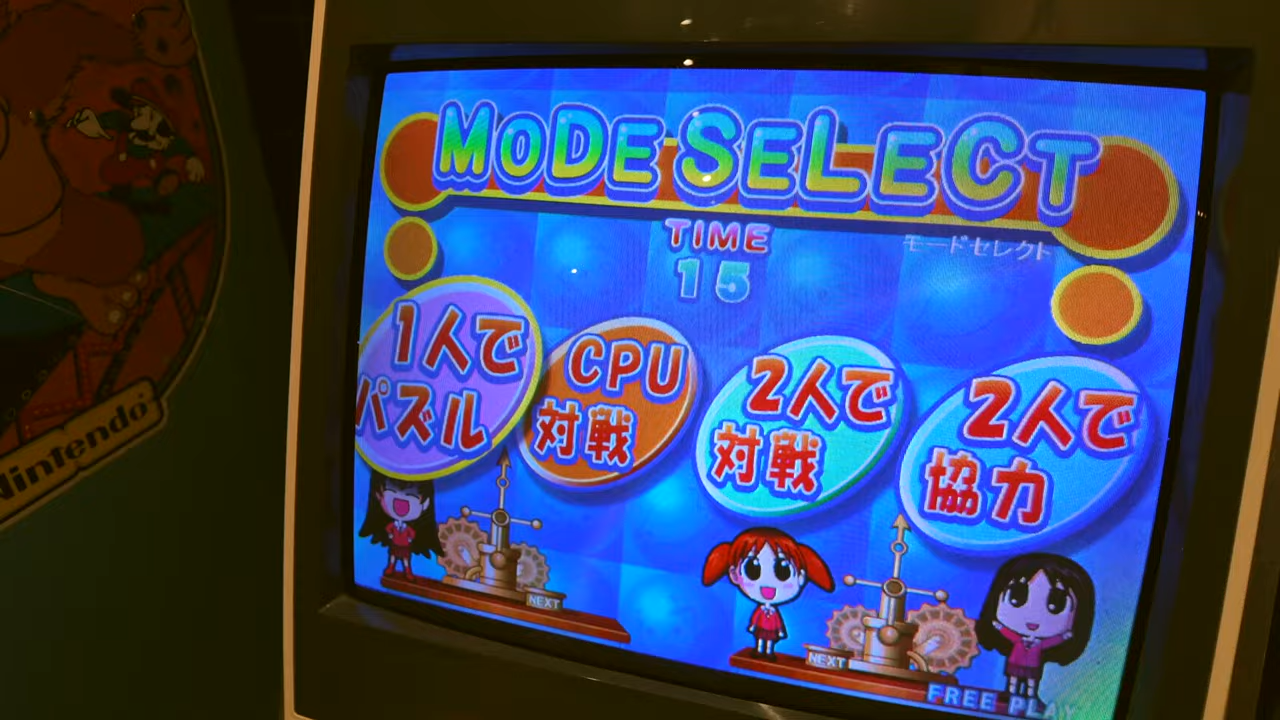 MODE SELECT
TIME
モードセレクト
15
1人で
パズル
CPU
対戦
2人で
対戦
2人で
協力
NEXT
NEXT
FREE PLAY
Nintendo